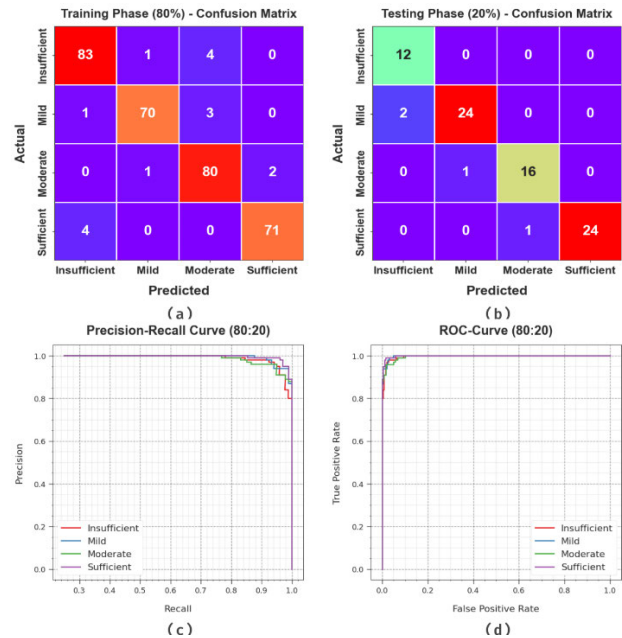 Training Phase (80%) - Confusion Matrix
Actual
Insufficient 83 1 4 0
Mild 1 70 3 0
Moderate 0 1 80 2
Sufficient 4 0 0 71
Insufficient Mild Moderate Sufficient
Predicted
(a)
Testing Phase (20%) - Confusion Matrix
Actual
Insufficient 12 0 0 0
Mild 2 24 0 0
Moderate 0 1 16 0
Sufficient 0 0 1 24
Insufficient Mild Moderate Sufficient
Predicted
(b)
Precision-Recall Curve (80:20)
Precision
1.0
0.8
0.6
0.4
0.2
0.0
Insufficient
Mild
Moderate
Sufficient
0.3 0.4 0.5 0.6 0.7 0.8 0.9 1.0
Recall
(c)
ROC-Curve (80:20)
True Positive Rate
1.0
0.8
0.6
0.4
0.2
0.0
Insufficient
Mild
Moderate
Sufficient
0.0 0.2 0.4 0.6 0.8 1.0
False Positive Rate
(d)